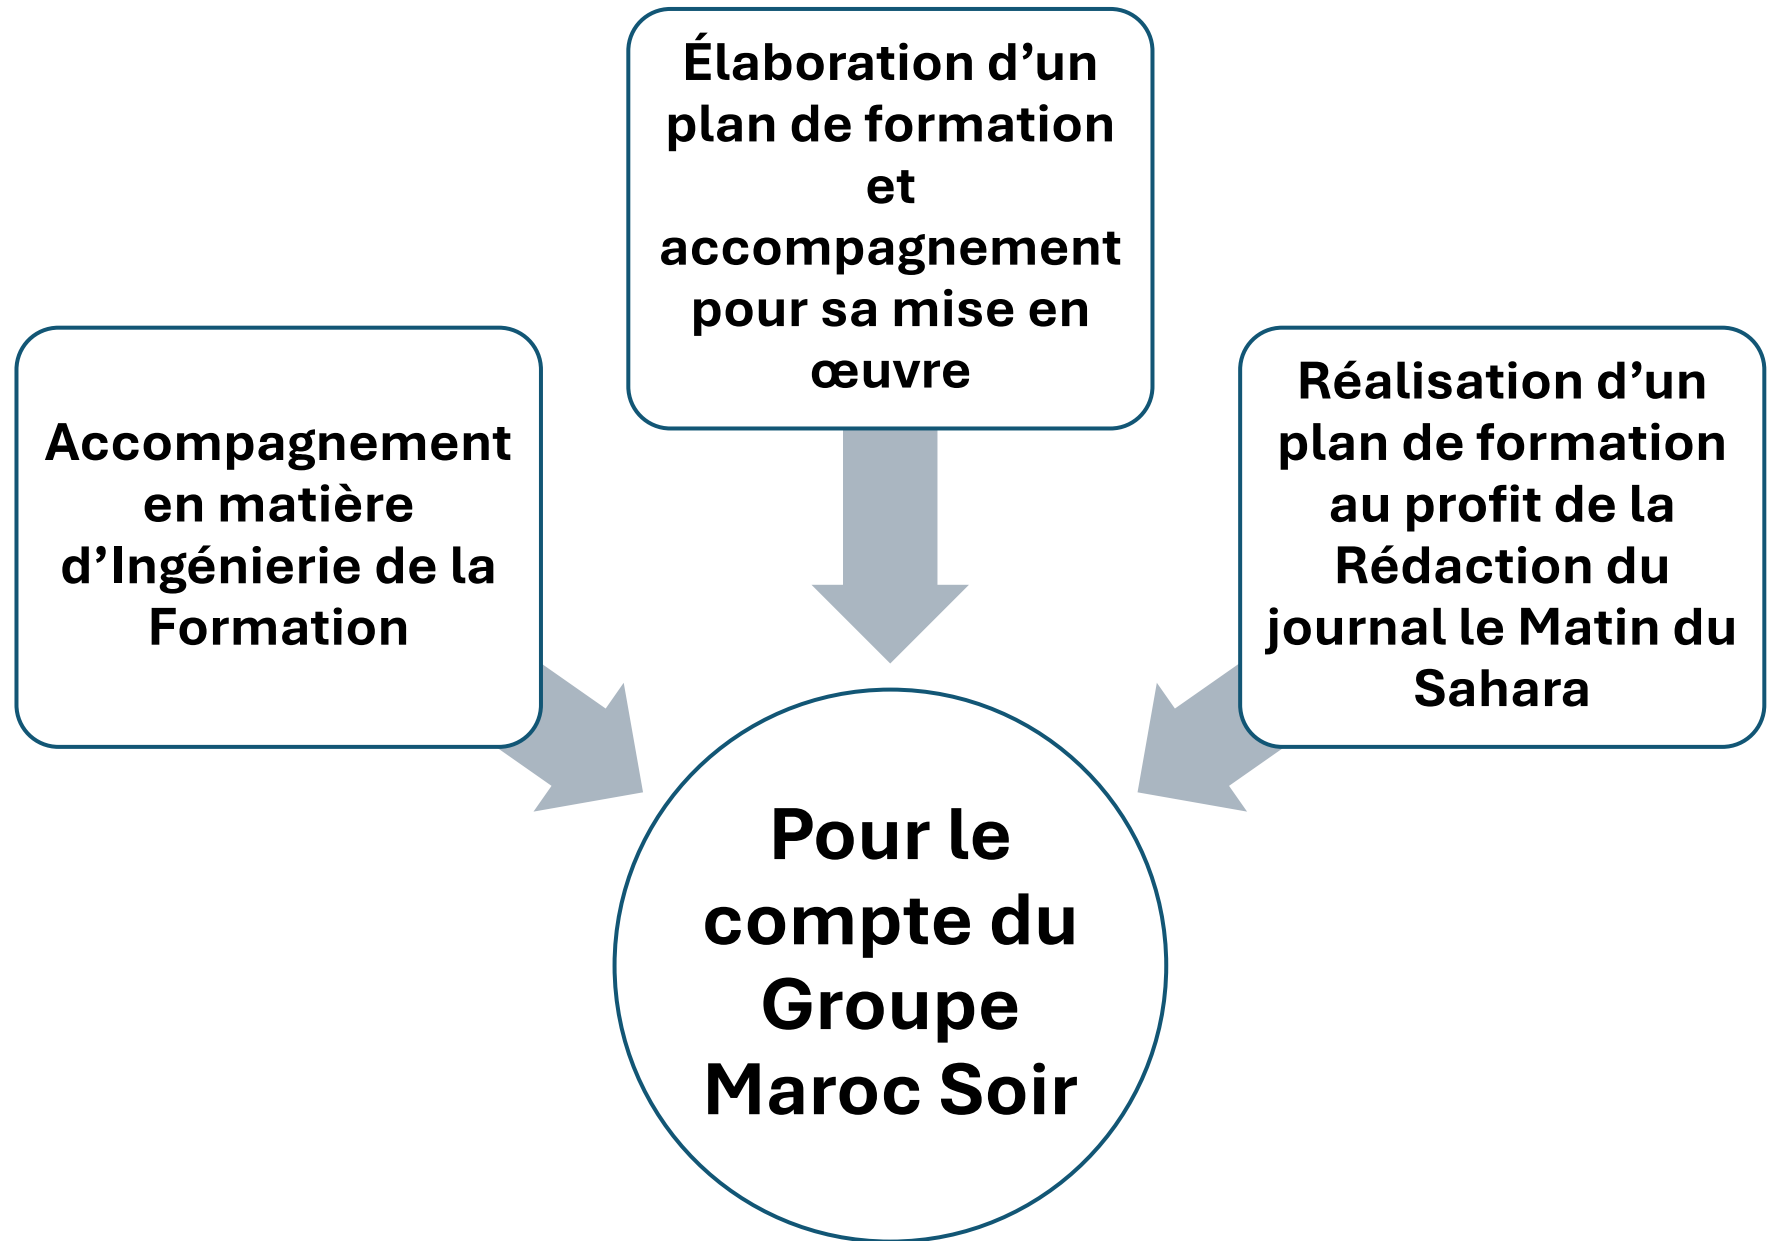 Élaboration d’un
plan de formation
et
accompagnement
pour sa mise en
œuvre
Accompagnement
en matière
d’Ingénierie de la
Formation
Réalisation d’un
plan de formation
au profit de la
Rédaction du
journal le Matin du
Sahara
Pour le
compte du
Groupe
Maroc Soir